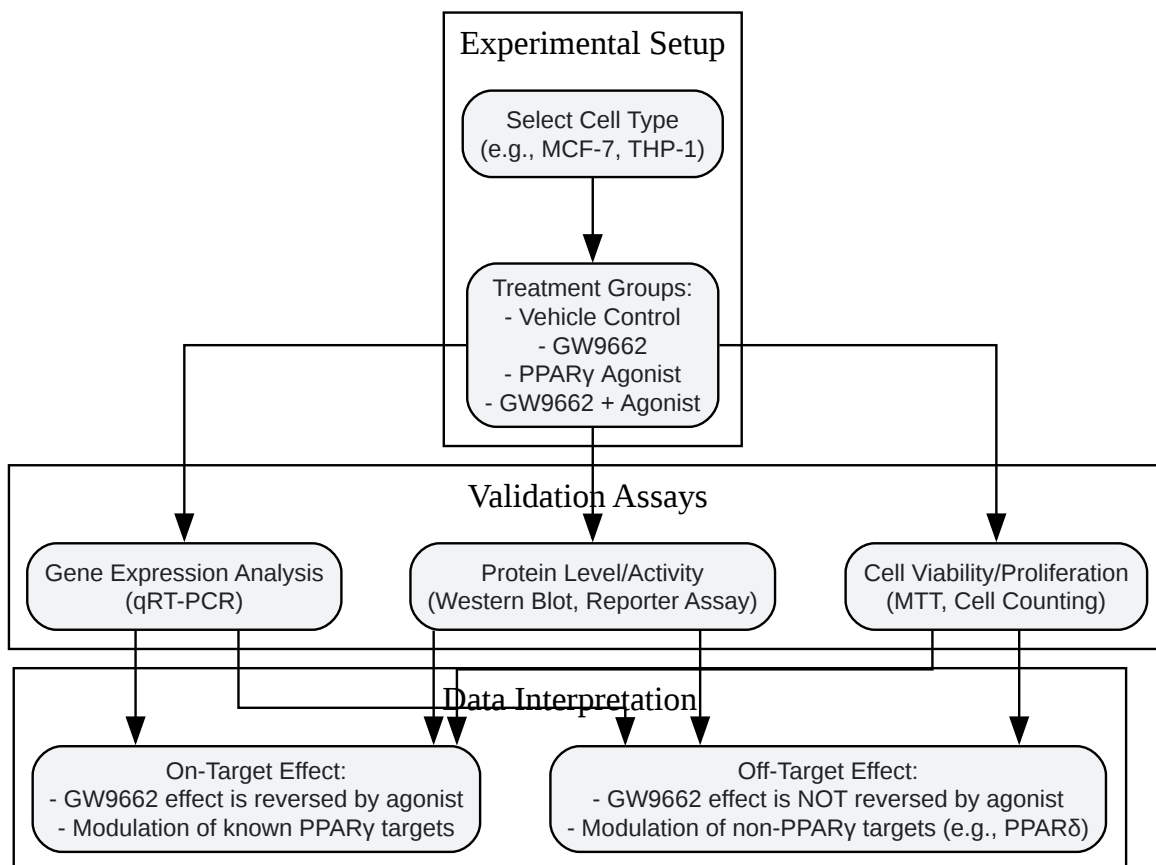 Experimental Setup
Select Cell Type
(e.g., MCF-7, THP-1)
Treatment Groups:
- Vehicle Control
- GW9662
- PPARγ Agonist
- GW9662 + Agonist
Validation Assays
Gene Expression Analysis
(qRT-PCR)
Protein Level/Activity
(Western Blot, Reporter Assay)
Cell Viability/Proliferation
(MTT, Cell Counting)
Data Interpretation
On-Target Effect:
- GW9662 effect is reversed by agonist
- Modulation of known PPARγ targets
Off-Target Effect:
- GW9662 effect is NOT reversed by agonist
- Modulation of non-PPARγ targets (e.g., PPARδ)